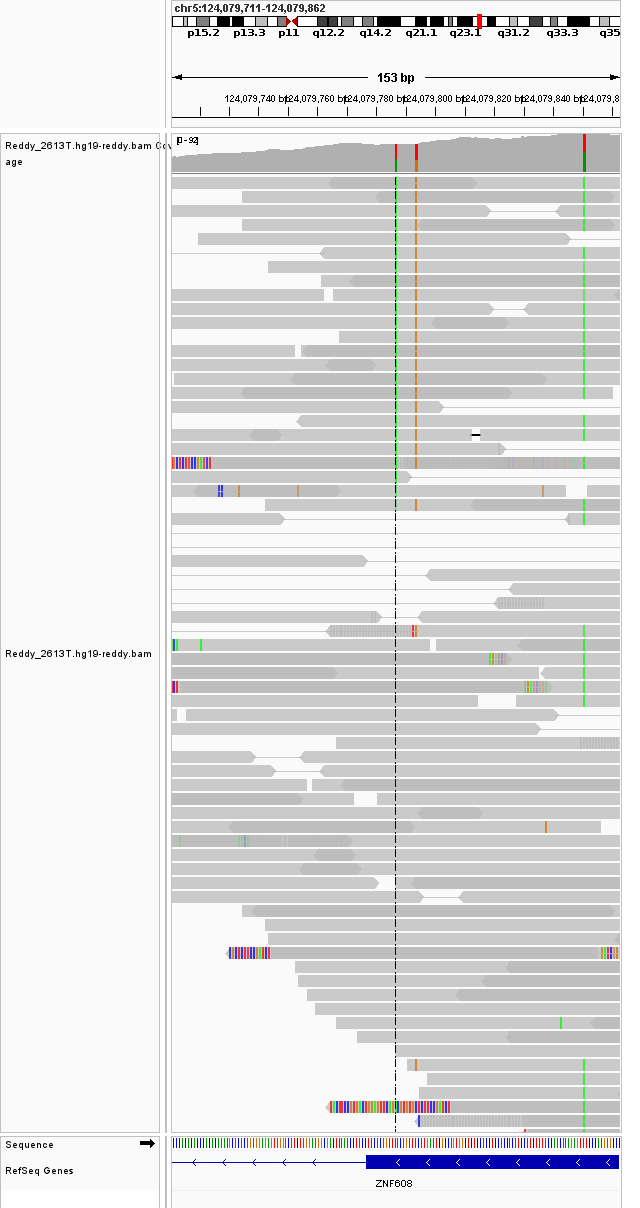 chr5:124,079,711-124,079,862
p15.2 p13.3 p11 q12.2 q14.2 q21.1 q23.1 q31.2 q33.3 q35
153 bp
124,079,740 bp 124,079,760 bp 124,079,780 bp 124,079,800 bp 124,079,820 bp 124,079,840 bp 124,079,8
Reddy_2613T.hg19-reddy.bam Cov
age
[0-92]
Reddy_2613T.hg19-reddy.bam
Sequence
RefSeq Genes
ZNF608